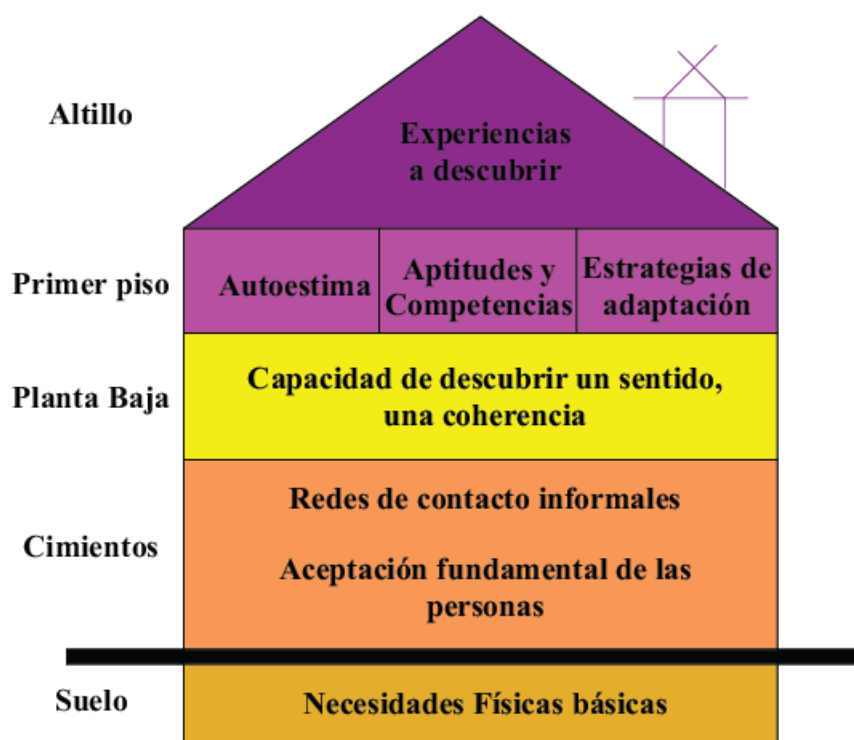 Altillo
Experiencias
a descubrir
Primer piso
Autoestima
Aptitudes y
Competencias
Estrategias de
adaptación
Planta Baja
Capacidad de descubrir un sentido,
una coherencia
Cimientos
Redes de contacto informales
Aceptación fundamental de las
personas
Suelo
Necesidades Físicas básicas